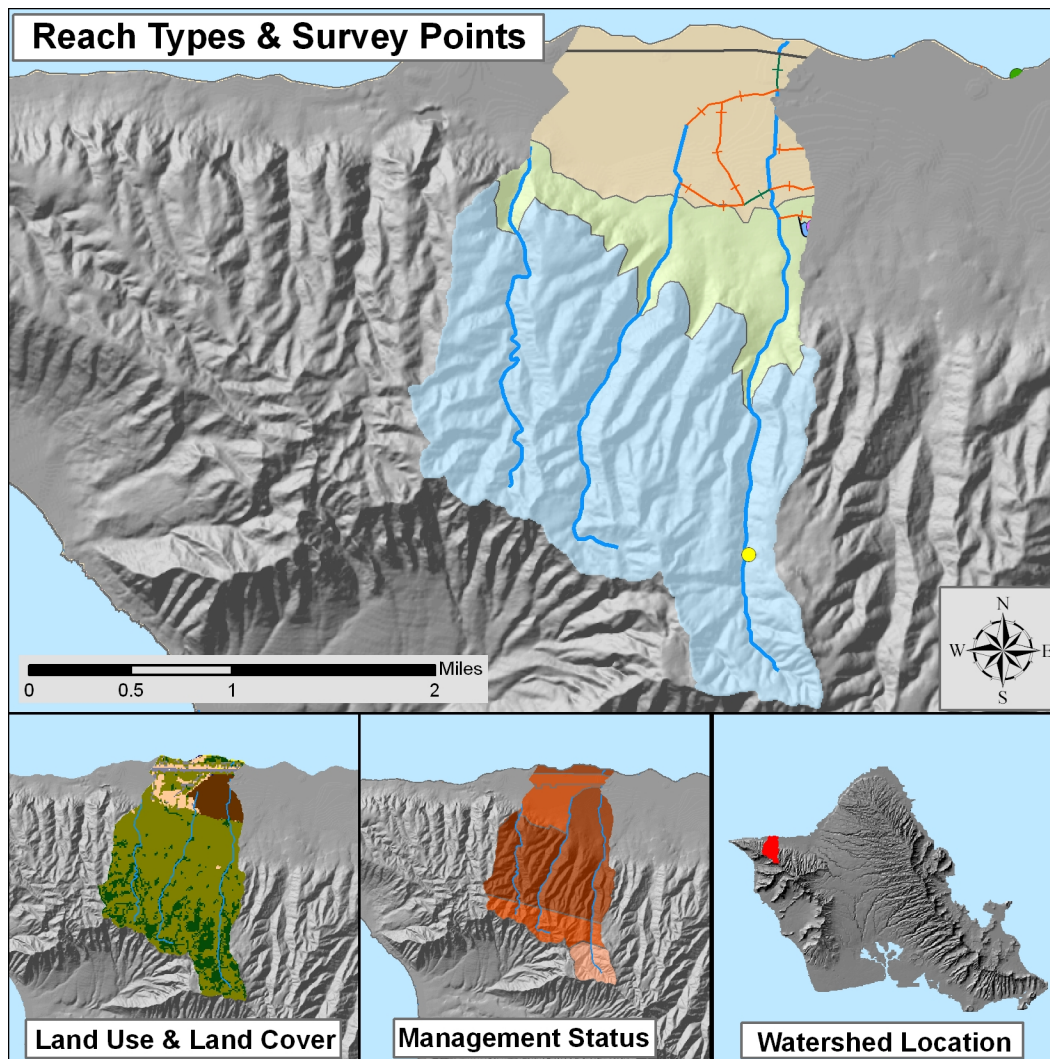 Reach Types & Survey Points
N
W
E
S
Miles
0
0.5
1
2
Land Use & Land Cover
Management Status
Watershed Location